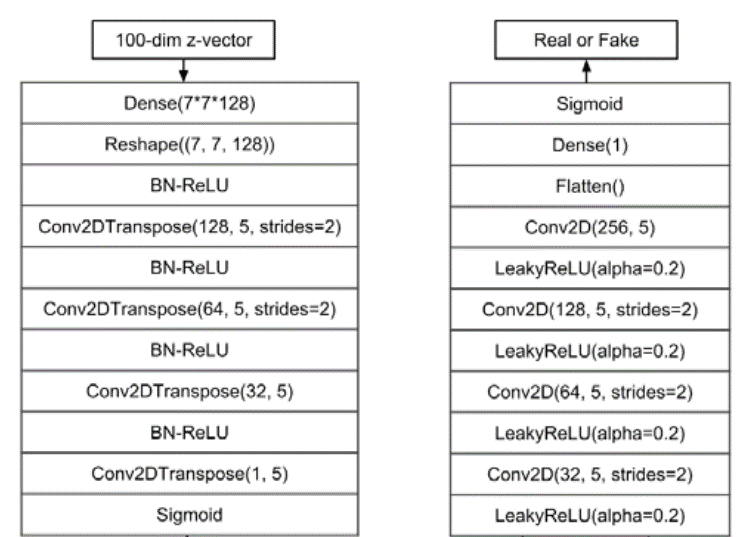 100-dim z-vector
Dense(7*7*128)
Reshape((7, 7, 128))
BN-ReLU
Conv2DTranspose(128, 5, strides=2)
BN-ReLU
Conv2DTranspose(64, 5, strides=2)
BN-ReLU
Conv2DTranspose(32, 5)
BN-ReLU
Conv2DTranspose(1, 5)
Sigmoid
Real or Fake
Sigmoid
Dense(1)
Flatten()
Conv2D(256, 5)
LeakyReLU(alpha=0.2)
Conv2D(128, 5, strides=2)
LeakyReLU(alpha=0.2)
Conv2D(64, 5, strides=2)
LeakyReLU(alpha=0.2)
Conv2D(32, 5, strides=2)
LeakyReLU(alpha=0.2)